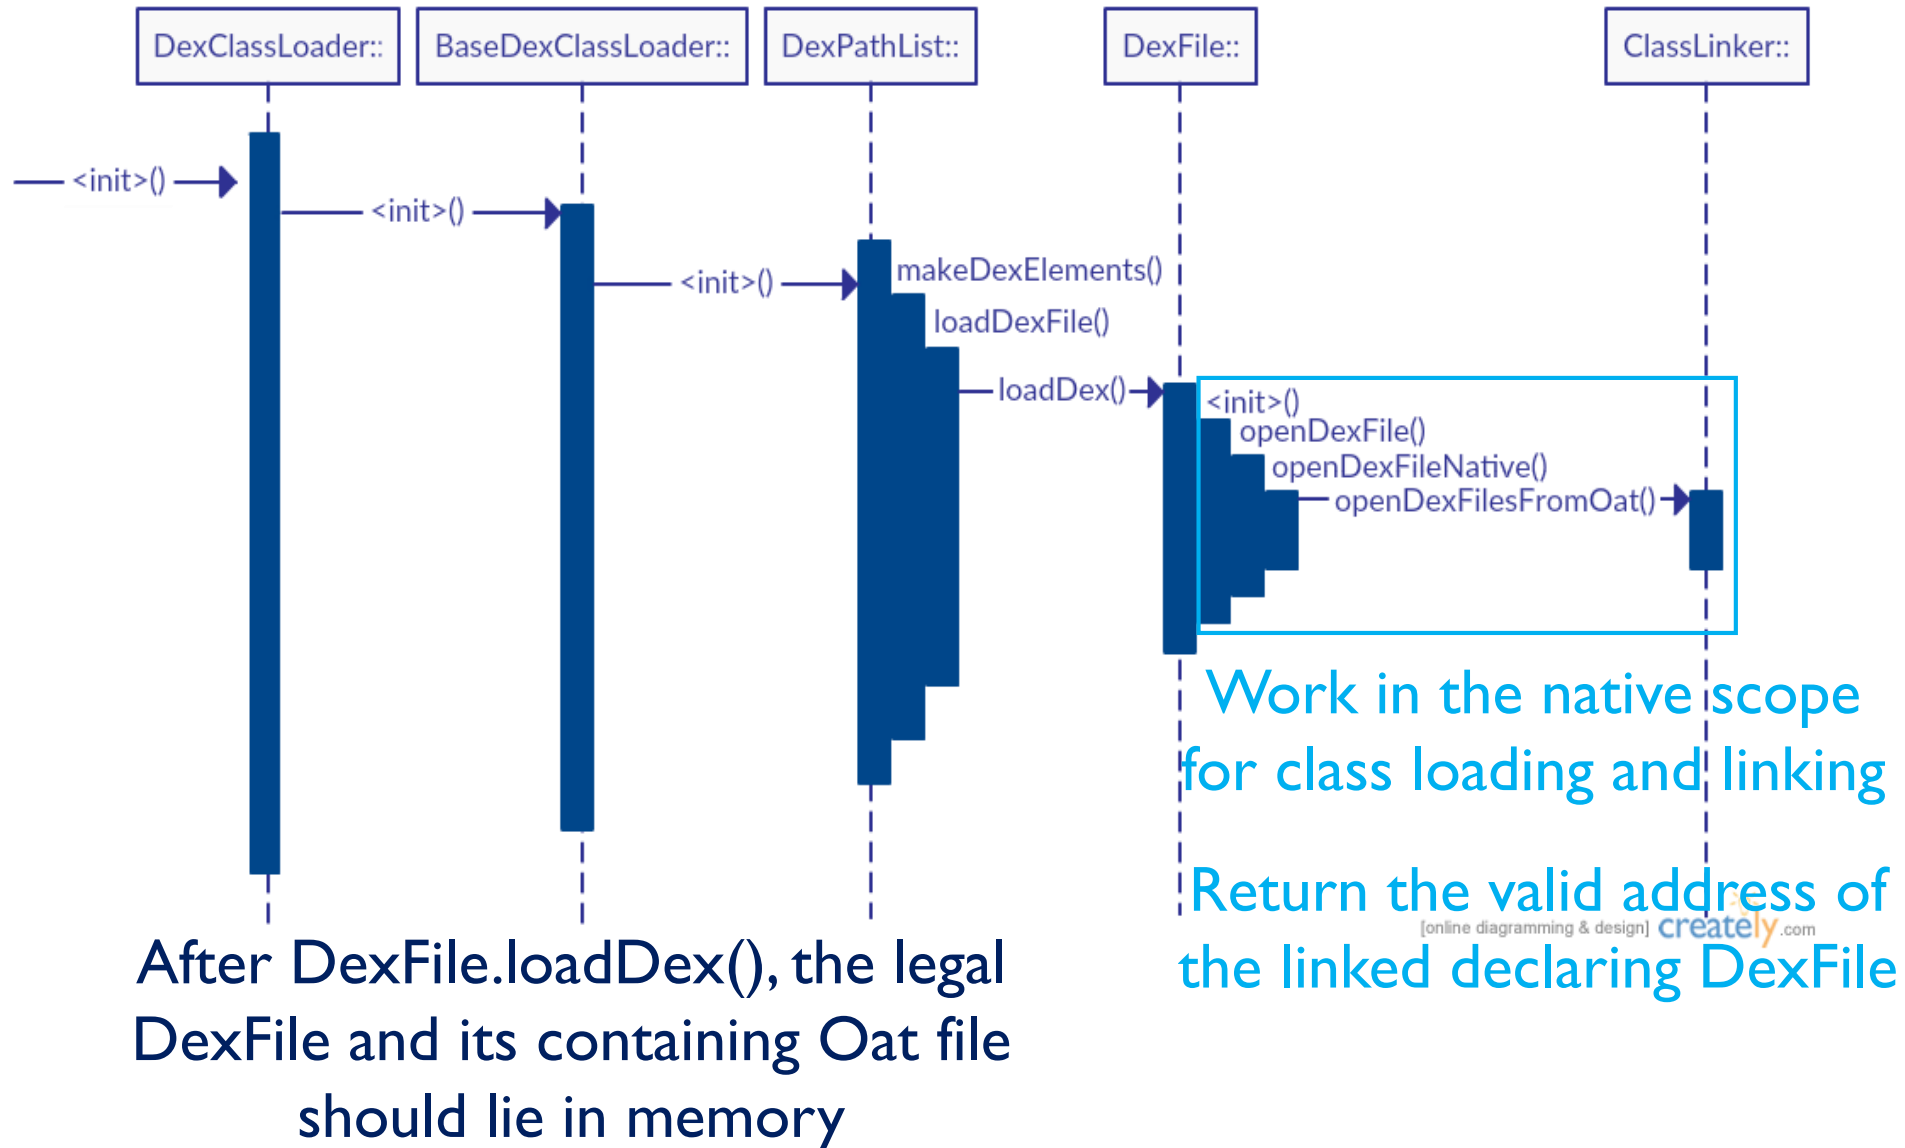 DexClassLoader::
BaseDexClassLoader::
DexPathList::
DexFile::
ClassLinker::
<init>()
<init>()
<init>()
makeDexElements()
loadDexFile()
loadDex()
<init>()
openDexFile()
openDexFileNative()
openDexFilesFromOat()
Work in the native scope
for class loading and linking
Return the valid address of
the linked declaring DexFile
[online diagramming & design] creately.com
After DexFile.loadDex(), the legal
DexFile and its containing Oat file
should lie in memory